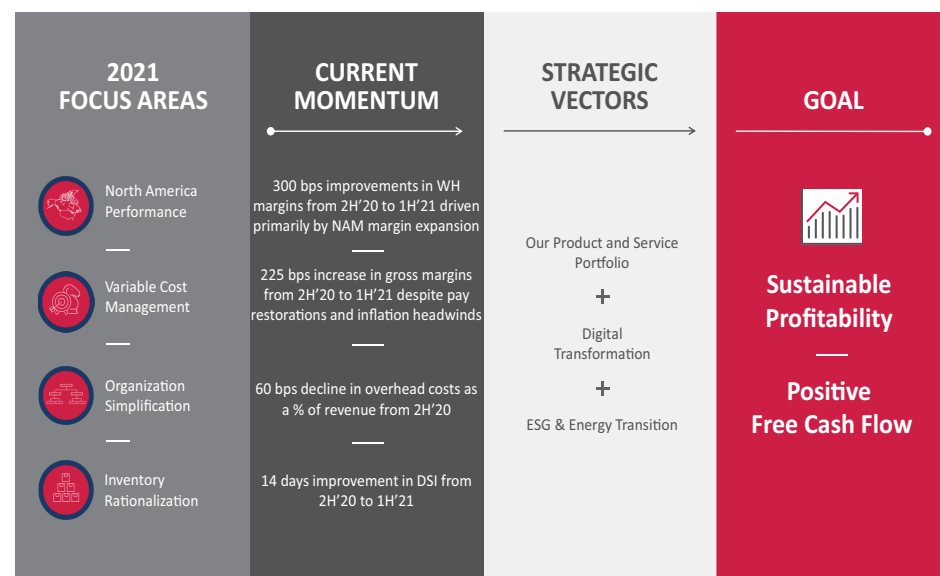 2021
FOCUS AREAS
North America
Performance
Variable Cost
Management
Organization
Simplification
Inventory
Rationalization
CURRENT
MOMENTUM
300 bps improvements in WH
margins from 2H'20 to 1H'21 driven
primarily by NAM margin expansion
225 bps increase in gross margins
from 2H'20 to 1H'21 despite pay
restorations and inflation headwinds
60 bps decline in overhead costs as
a % of revenue from 2H'20
14 days improvement in DSI from
2H'20 to 1H'21
STRATEGIC
VECTORS
Our Product and Service
Portfolio
+
Digital
Transformation
+
ESG & Energy Transition
GOAL
Sustainable
Profitability
Positive
Free Cash Flow